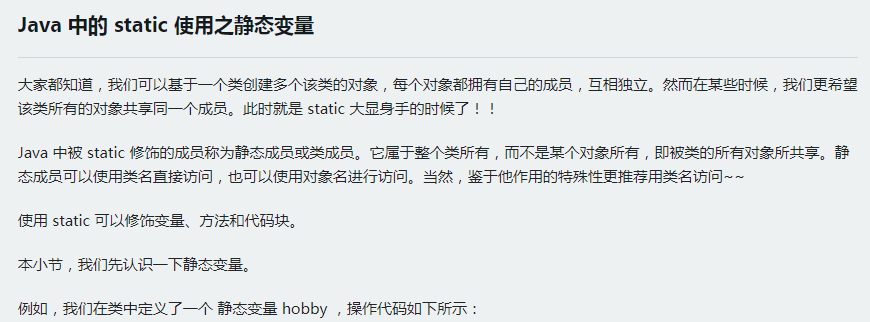 Java 中的 static 使用之静态变量
大家都知道，我们可以基于一个类创建多个该类的对象，每个对象都拥有自己的成员，互相独立。然而在某些时候，我们更希望
该类所有的对象共享同一个成员。此时就是 static 大显身手的时候了！！
Java 中被 static 修饰的成员称为静态成员或类成员。它属于整个类所有，而不是某个对象所有，即被类的所有对象所共享。静
态成员可以使用类名直接访问，也可以使用对象名进行访问。当然，鉴于他作用的特殊性更推荐用类名访问~~
使用 static 可以修饰变量、方法和代码块。
本小节，我们先认识一下静态变量。
例如，我们在类中定义了一个 静态变量 hobby ，操作代码如下所示：